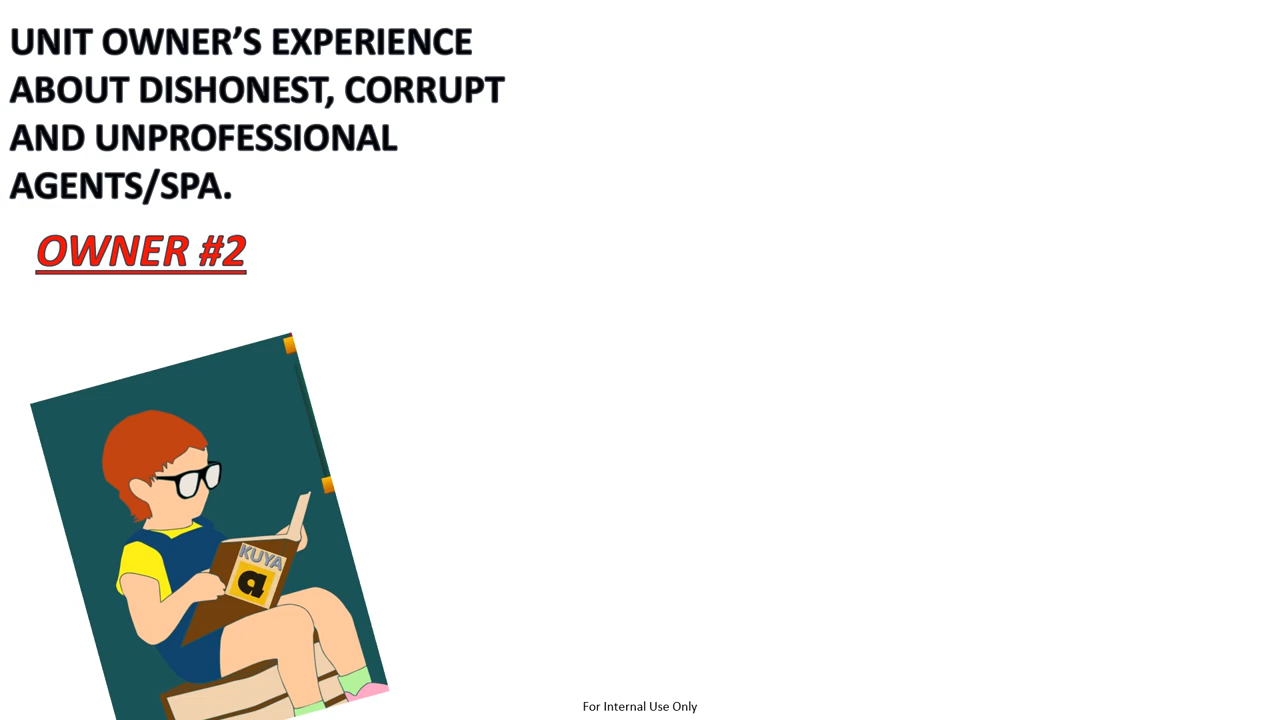 UNIT OWNER’S EXPERIENCE
ABOUT DISHONEST, CORRUPT
AND UNPROFESSIONAL
AGENTS/SPA.
OWNER #2
KUYA
a
For Internal Use Only